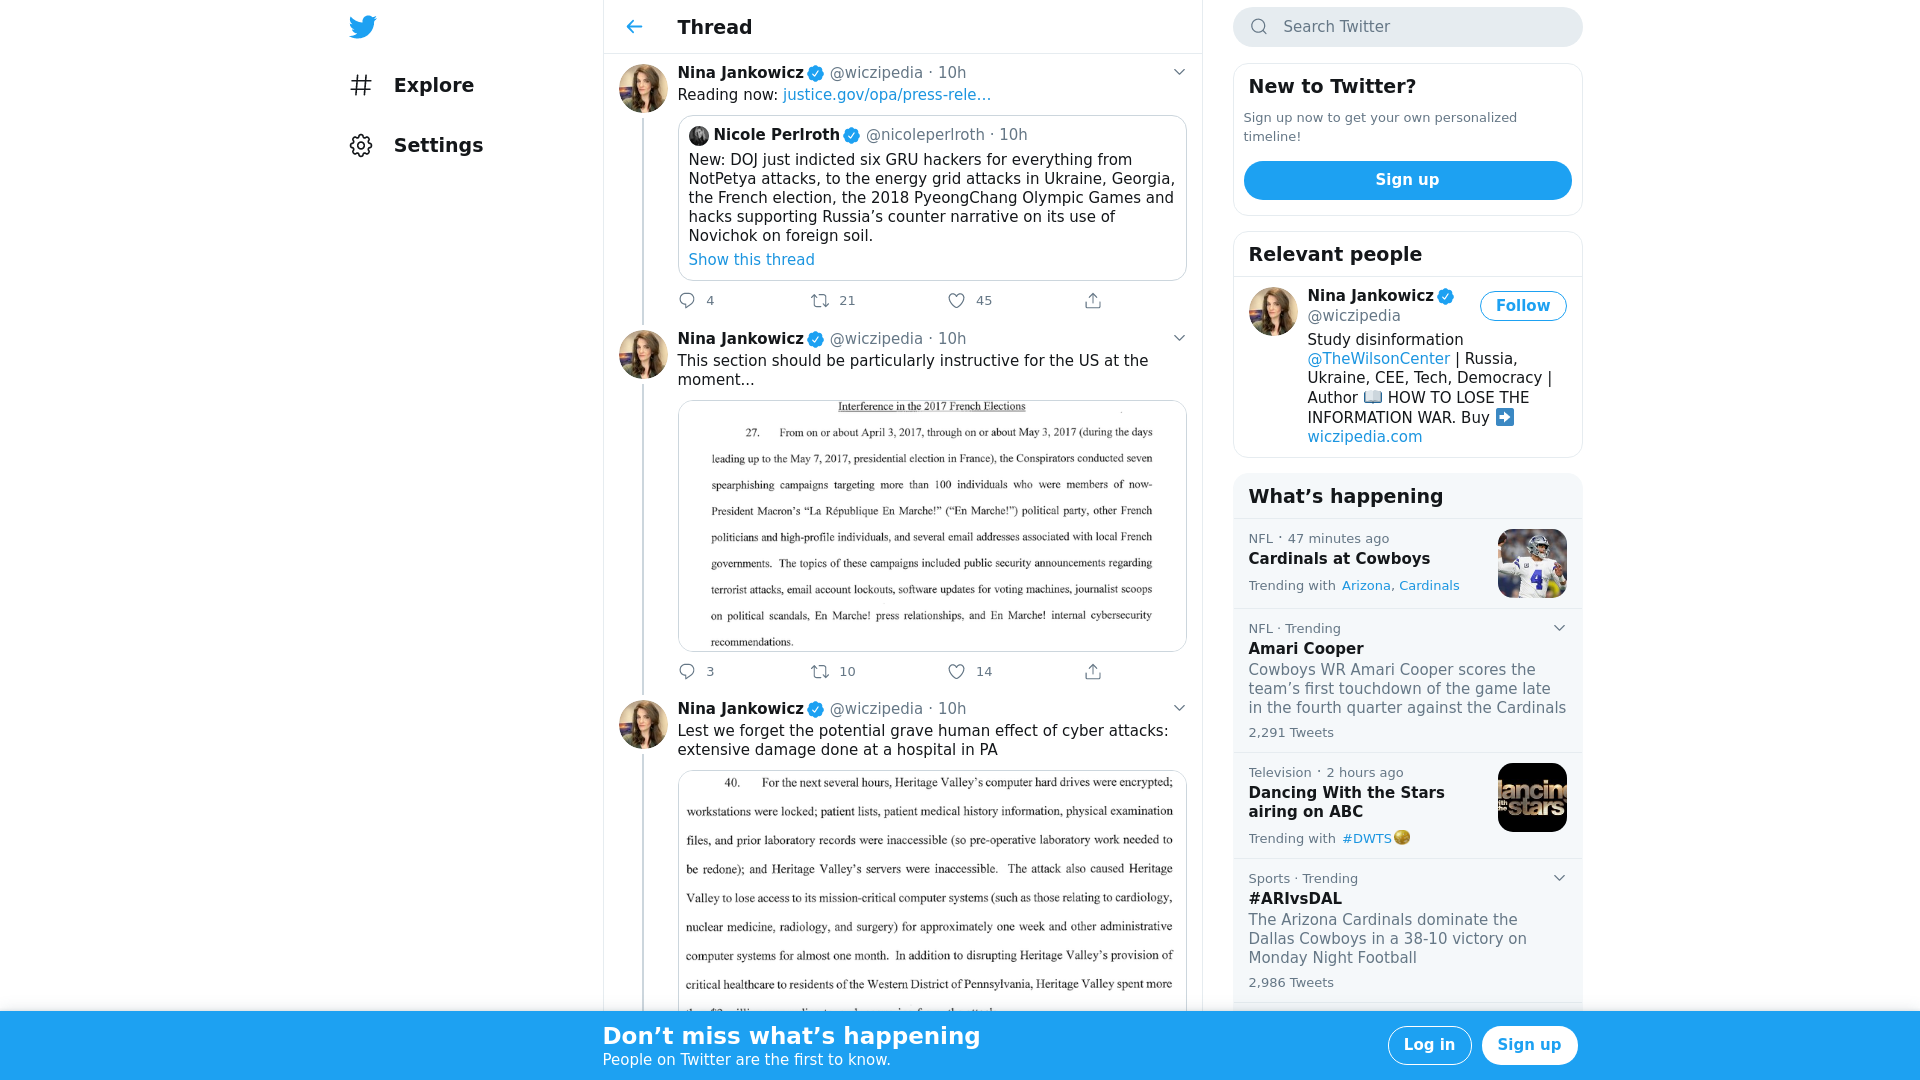 Explore
Settings
Thread
Nina Jankowicz @wiczipedia · 10h
Reading now: justice.gov/opa/press-rele…
Nicole Perlroth @nicoleperlroth · 10h
New: DOJ just indicted six GRU hackers for everything from
NotPetya attacks, to the energy grid attacks in Ukraine, Georgia,
the French election, the 2018 PyeongChang Olympic Games and
hacks supporting Russia’s counter narrative on its use of
Novichok on foreign soil.
Show this thread
4 21 45
Nina Jankowicz @wiczipedia · 10h
This section should be particularly instructive for the US at the
moment...
Interference in the 2017 French Elections
27. From on or about April 3, 2017, through on or about May 3, 2017 (during the days
leading up to the May 7, 2017, presidential election in France), the Conspirators conducted seven
spearphishing campaigns targeting more than 100 individuals who were members of now-
President Macron’s “La République En Marche!” (“En Marche!”) political party, other French
politicians and high-profile individuals, and several email addresses associated with local French
governments. The topics of these campaigns included public security announcements regarding
terrorist attacks, email account lockouts, software updates for voting machines, journalist scoops
on political scandals, En Marche! press relationships, and En Marche! internal cybersecurity
recommendations.
3 10 14
Nina Jankowicz @wiczipedia · 10h
Lest we forget the potential grave human effect of cyber attacks:
extensive damage done at a hospital in PA
40. For the next several hours, Heritage Valley’s computer hard drives were encrypted;
workstations were locked; patient lists, patient medical history information, physical examination
files, and prior laboratory records were inaccessible (so pre-operative laboratory work needed to
be redone); and Heritage Valley’s servers were inaccessible. The attack also caused Heritage
Valley to lose access to its mission-critical computer systems (such as those relating to cardiology,
nuclear medicine, radiology, and surgery) for approximately one week and other administrative
computer systems for almost one month. In addition to disrupting Heritage Valley’s provision of
critical healthcare to residents of the Western District of Pennsylvania, Heritage Valley spent more
Search Twitter
New to Twitter?
Sign up now to get your own personalized
timeline!
Sign up
Relevant people
Nina Jankowicz
@wiczipedia
Follow
Study disinformation
@TheWilsonCenter | Russia,
Ukraine, CEE, Tech, Democracy |
Author 📖 HOW TO LOSE THE
INFORMATION WAR. Buy ➡
wiczipedia.com
What’s happening
NFL · 47 minutes ago
Cardinals at Cowboys
Trending with Arizona, Cardinals
4
NFL · Trending
Amari Cooper
Cowboys WR Amari Cooper scores the
team’s first touchdown of the game late
in the fourth quarter against the Cardinals
2,291 Tweets
Television · 2 hours ago
Dancing With the Stars
airing on ABC
Trending with #DWTS
dancing
with the stars
Sports · Trending
#ARIvsDAL
The Arizona Cardinals dominate the
Dallas Cowboys in a 38-10 victory on
Monday Night Football
2,986 Tweets
Don’t miss what’s happening
People on Twitter are the first to know.
Log in
Sign up